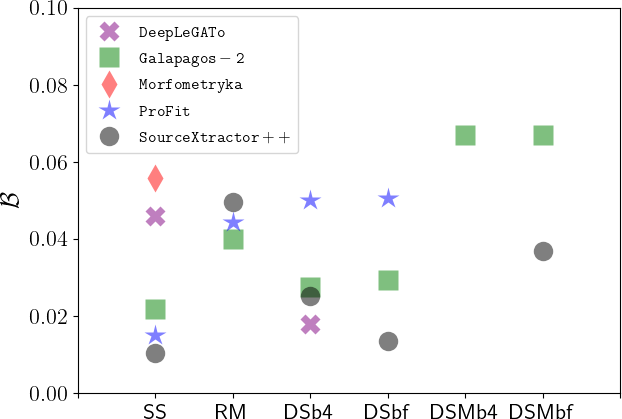 0.10
0.08
0.06
0.04
0.02
0.00
ℬ
DeepLeGATo
Galapagos−2
Morfometryka
ProFit
SourceXtractor++
SS RM DSb4 DSbf DSMb4 DSMbf